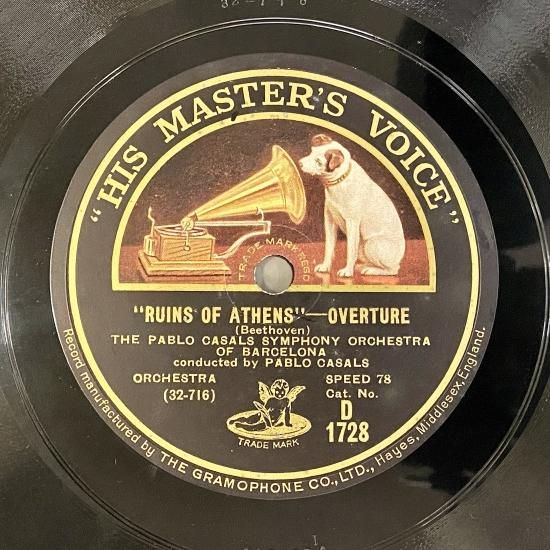 "HIS MASTER'S VOICE"
TRADE MARK REGD
"RUINS OF ATHENS"—OVERTURE
(Beethoven)
THE PABLO CASALS SYMPHONY ORCHESTRA
OF BARCELONA
conducted by PABLO CASALS
ORCHESTRA
SPEED 78
(32-716)
Cat. No.
D
1728
TRADE MARK
Record manufactured by THE GRAMOPHONE CO., LTD., Hayes, Middlesex, England.